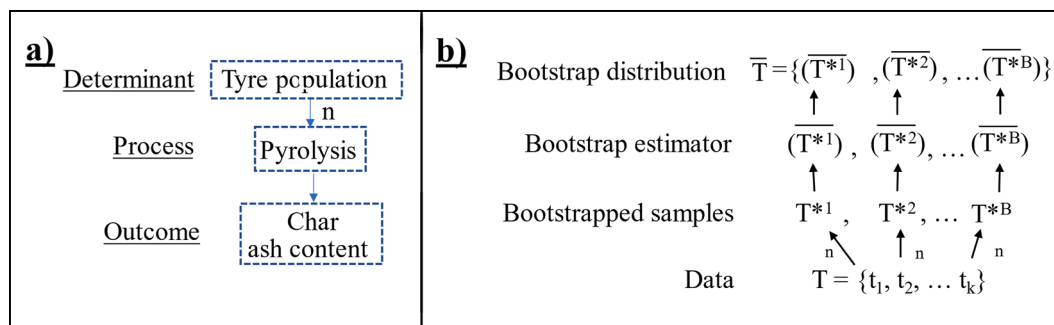 a)
Determinant Tyre pcpulation
n
Process Pyrolysis
Outcome Char
ash content
b)
Bootstrap distribution T̅ ={(T*1̅) ,(T*2̅), …(T*B̅)}
Bootstrap estimator (T*1̅) , (T*2̅), … (T*B̅)
Bootstrapped samples T*1 , T*2, … T*B
n n n
Data T = {t1, t2, … tk}